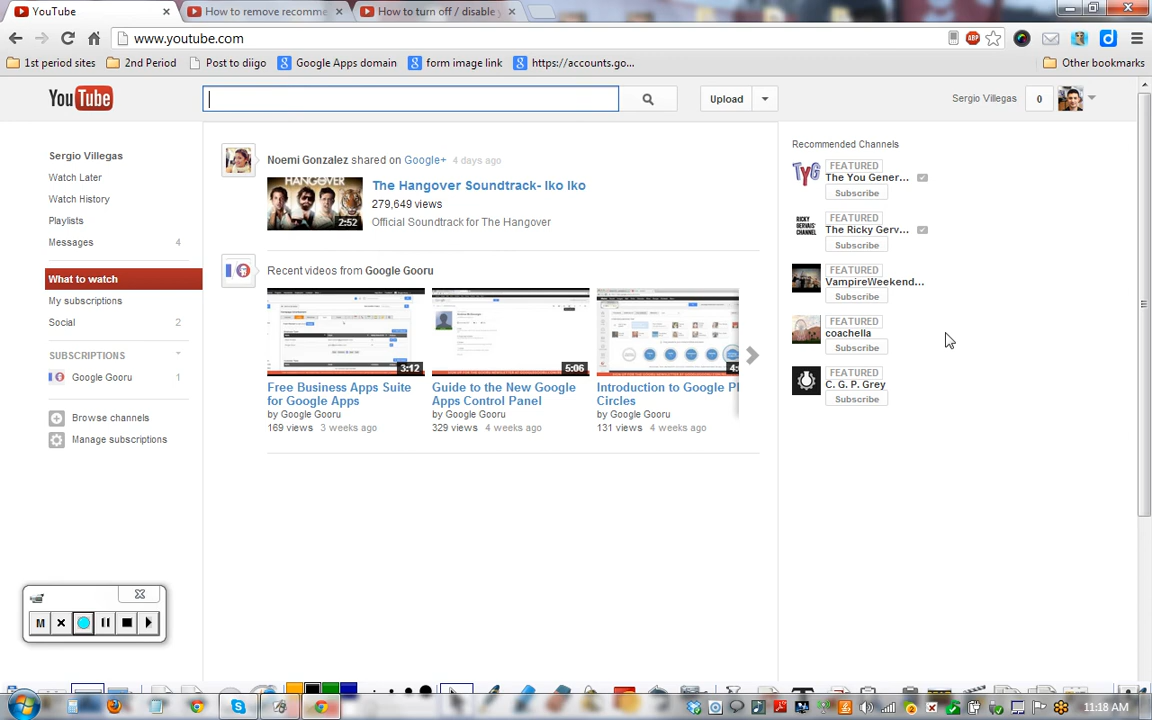 YouTube
How to remove recomme
How to turn off / disable y
www.youtube.com
ABP
1st period sites
2nd Period
Post to diigo
Google Apps domain
form image link
https://accounts.go...
Other bookmarks
YouTube
Upload
Sergio Villegas
0
Sergio Villegas
Watch Later
Watch History
Playlists
Messages 4
What to watch
My subscriptions
Social 2
SUBSCRIPTIONS
Google Gooru 1
Browse channels
Manage subscriptions
Noemi Gonzalez shared on Google+ 4 days ago
HANGOVER
2:52
The Hangover Soundtrack- Iko Iko
279,649 views
Official Soundtrack for The Hangover
Recent videos from Google Gooru
3:12
Free Business Apps Suite
for Google Apps
by Google Gooru
169 views 3 weeks ago
5:06
Guide to the New Google
Apps Control Panel
by Google Gooru
329 views 4 weeks ago
Introduction to Google Pl
Circles
by Google Gooru
131 views 4 weeks ago
Recommended Channels
TYG
FEATURED
The You Gener...
Subscribe
RICKY
GERVAIS'
CHANNEL
FEATURED
The Ricky Gerv...
Subscribe
FEATURED
VampireWeekend...
Subscribe
FEATURED
coachella
Subscribe
FEATURED
C. G. P. Grey
Subscribe
M
11:18 AM